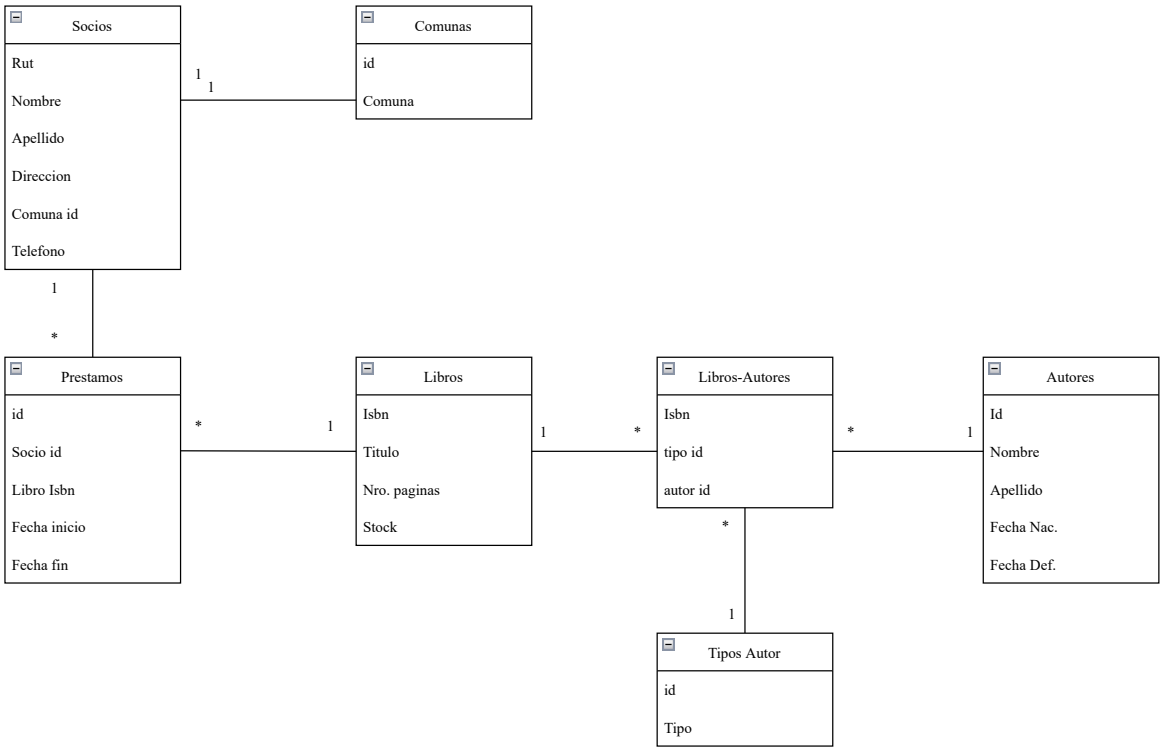 Socios
Rut
Nombre
Apellido
Direccion
Comuna id
Telefono
Comunas
id
Comuna
1
1
1
*
Prestamos
id
Socio id
Libro Isbn
Fecha inicio
Fecha fin
*
1
Libros
Isbn
Titulo
Nro. paginas
Stock
1
*
Libros-Autores
Isbn
tipo id
autor id
*
1
Autores
Id
Nombre
Apellido
Fecha Nac.
Fecha Def.
*
1
Tipos Autor
id
Tipo